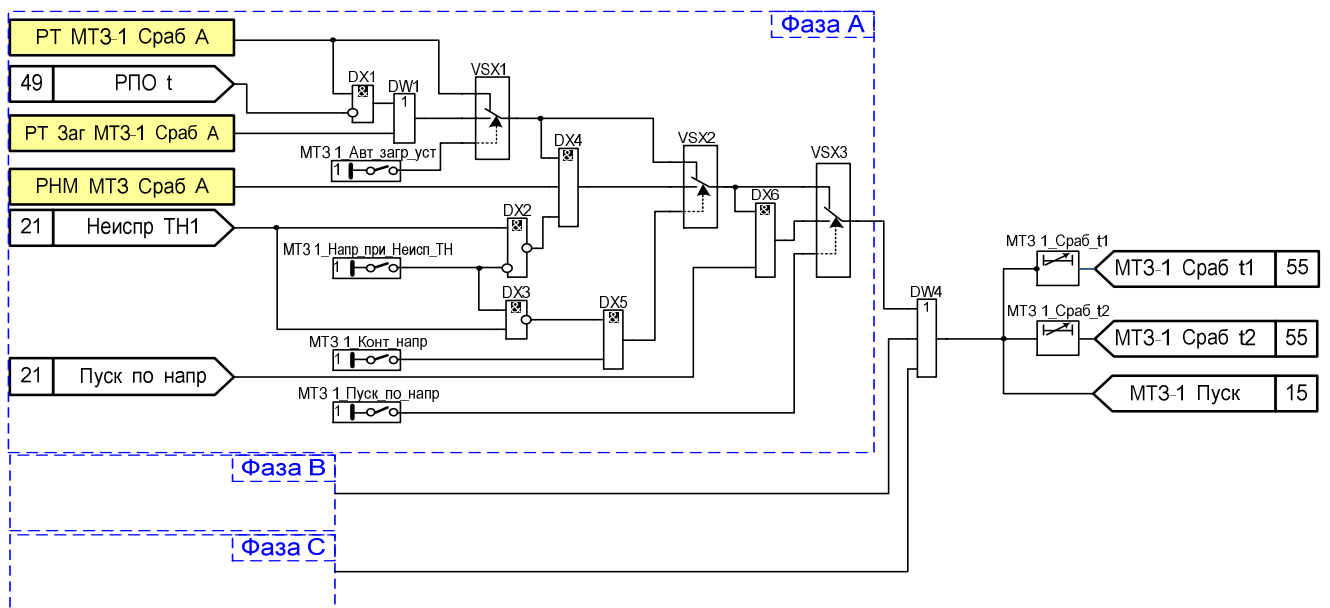 Фаза А
РТ МТЗ-1 Сраб А
49 РПО t
DX1
&
DW1
1
VSX1
РТ Заг МТЗ-1 Сраб А
МТЗ 1_Авт_загр_уст
1
DX4
&
VSX2
VSX3
РНМ МТЗ Сраб А
DX6
&
21 Неиспр ТН1
DX2
&
МТЗ 1_Напр_при_Неисп_ТН
1
МТЗ 1_Сраб_t1
МТЗ-1 Сраб t1 55
DX3
&
DX5
&
DW4
1
МТЗ 1_Сраб_t2
МТЗ-1 Сраб t2 55
МТЗ 1_Контр_напр
1
21 Пуск по напр
МТЗ 1_Пуск_по_напр
1
МТЗ-1 Пуск 15
Фаза В
Фаза С